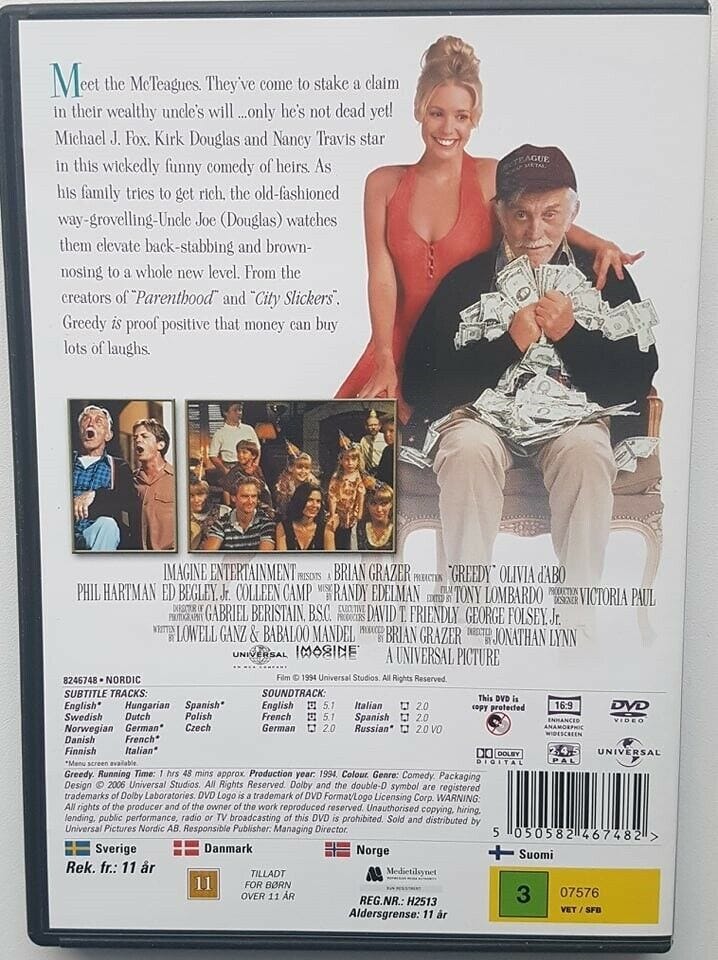 Meet the McTeagues. They've come to stake a claim
in their wealthy uncle's will ...only he's not dead yet!
Michael J. Fox, Kirk Douglas and Nancy Travis star
in this wickedly funny comedy of heirs. As
his family tries to get rich, the old-fashioned
way-grovelling-Uncle Joe (Douglas) watches
them elevate back-stabbing and brown-
nosing to a whole new level. From the
creators of "Parenthood" and "City Slickers",
Greedy is proof positive that money can buy
lots of laughs.
IMAGINE ENTERTAINMENT PRESENTS A BRIAN GRAZER PRODUCTION "GREEDY" OLIVIA d'ABO
PHIL HARTMAN ED BEGLEY, Jr. COLLEEN CAMP MUSIC BY RANDY EDELMAN FILM EDITED BY TONY LOMBARDO PRODUCTION DESIGNER VICTORIA PAUL
DIRECTOR OF PHOTOGRAPHY GABRIEL BERISTAIN, B.S.C. EXECUTIVE PRODUCERS DAVID T. FRIENDLY GEORGE FOLSEY, Jr.
WRITTEN BY LOWELL GANZ & BABALOO MANDEL PRODUCED BY BRIAN GRAZER DIRECTED BY JONATHAN LYNN
UNIVERSAL IMAGINE A UNIVERSAL PICTURE
8246748 • NORDIC Film © 1994 Universal Studios. All Rights Reserved.
SUBTITLE TRACKS:
English* Hungarian Spanish*
Swedish Dutch Polish
Norwegian German* Czech
Danish French*
Finnish Italian*
*Menu screen available.
SOUNDTRACK:
English 5.1 Italian 2.0
French 5.1 Spanish 2.0
German 2.0 Russian* 2.0 VO
This DVD is
copy protected
16:9
ENHANCED
ANAMORPHIC
WIDESCREEN
DVD
VIDEO
DOLBY
DIGITAL
2 4 5
PAL
UNIVERSAL
Greedy. Running Time: 1 hrs 48 mins approx. Production year: 1994. Colour. Genre: Comedy. Packaging
Design © 2006 Universal Studios. All Rights Reserved. Dolby and the double-D symbol are registered
trademarks of Dolby Laboratories. DVD Logo is a trademark of DVD Format/Logo Licensing Corp. WARNING:
All rights of the producer and of the owner of the work reproduced reserved. Unauthorised copying, hiring,
lending, public performance, radio or TV broadcasting of this DVD is prohibited. Sold and distributed by
Universal Pictures Nordic AB. Responsible Publisher: Managing Director.
5 050582 467482 >
Sverige
Rek. fr.: 11 år
Danmark
11
TILLADT
FOR BØRN
OVER 11 ÅR
Norge
Medietilsynet
REG.NR.: H2513
Aldersgrense: 11 år
Suomi
3
07576
VET / SFB